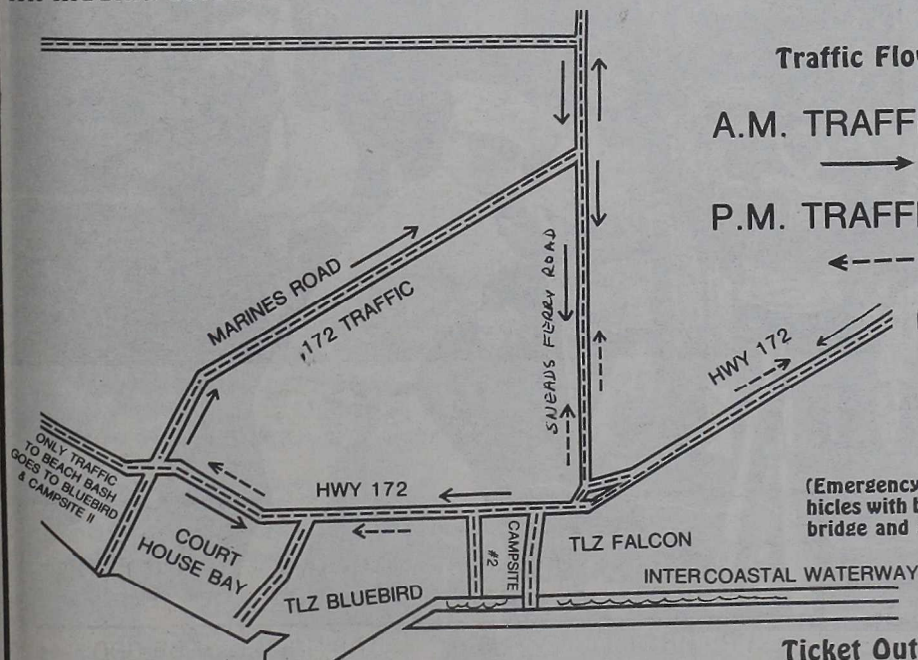 Traffic Flo
A.M. TRAFF
P.M. TRAFFI
MARINES ROAD
,172 TRAFFIC
SNEADS FERRY ROAD
HWY 172
ONLY TRAFFIC
TO BEACH BASH
GOES TO BLUEBIRD
& CAMPSITE II
HWY 172
(Emergency
hicles with b
bridge and
COURT
HOUSE BAY
CAMPSITE
#2
TLZ FALCON
TLZ BLUEBIRD
INTERCOASTAL WATERWAY
Ticket Out